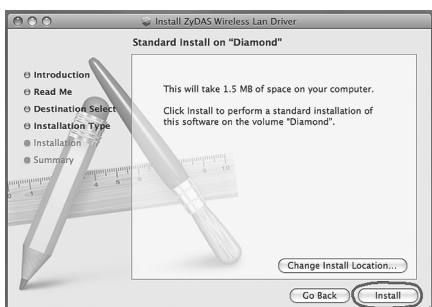 Install ZyDAS Wireless Lan Driver
Standard Install on "Diamond"
Introduction
Read Me
Destination Select
Installation Type
Installation
Summary
This will take 1.5 MB of space on your computer.
Click Install to perform a standard installation of
this software on the volume "Diamond".
Change Install Location...
Go Back
Install